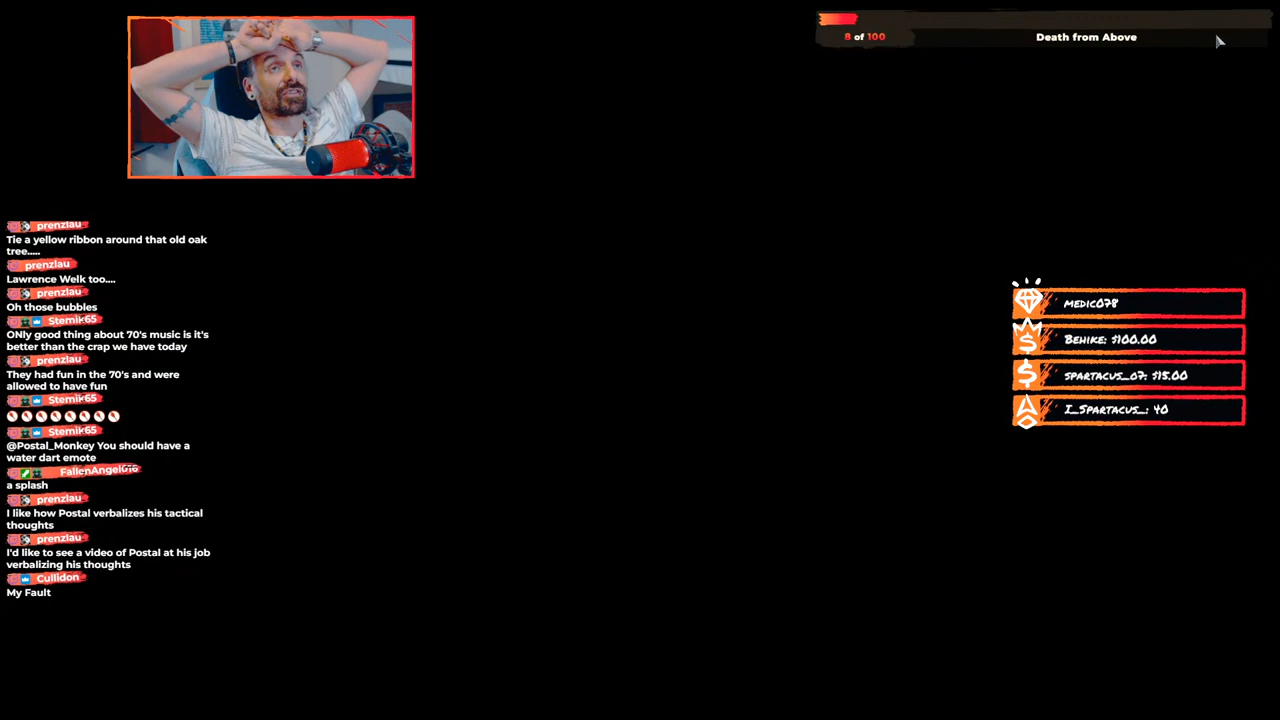 8 of 100
Death from Above
prenzlau
Tie a yellow ribbon around that old oak
tree.....
prenzlau
Lawrence Welk too....
prenzlau
Oh those bubbles
Stemik65
ONly good thing about 70's music is it's
better than the crap we have today
prenzlau
They had fun in the 70's and were
allowed to have fun
Stemik65
Stemik65
@Postal_Monkey You should have a
water dart emote
FallenAngel016
a splash
prenzlau
I like how Postal verbalizes his tactical
thoughts
prenzlau
I'd like to see a video of Postal at his job
verbalizing his thoughts
Cullidon
My Fault
medic078
Behike: $100.00
spartacus_07: $15.00
I_Spartacus_: 40